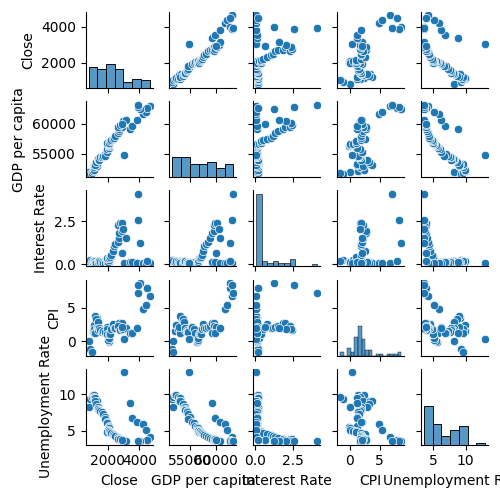 Close
4000
2000
GDP per capita
60000
55000
Interest Rate
2.5
0.0
CPI
5
0
Unemployment Rate
10
5
2000 4000 55000 60000 0.0 2.5 0 5 5 10
Close GDP per capita Interest Rate CPI Unemployment R